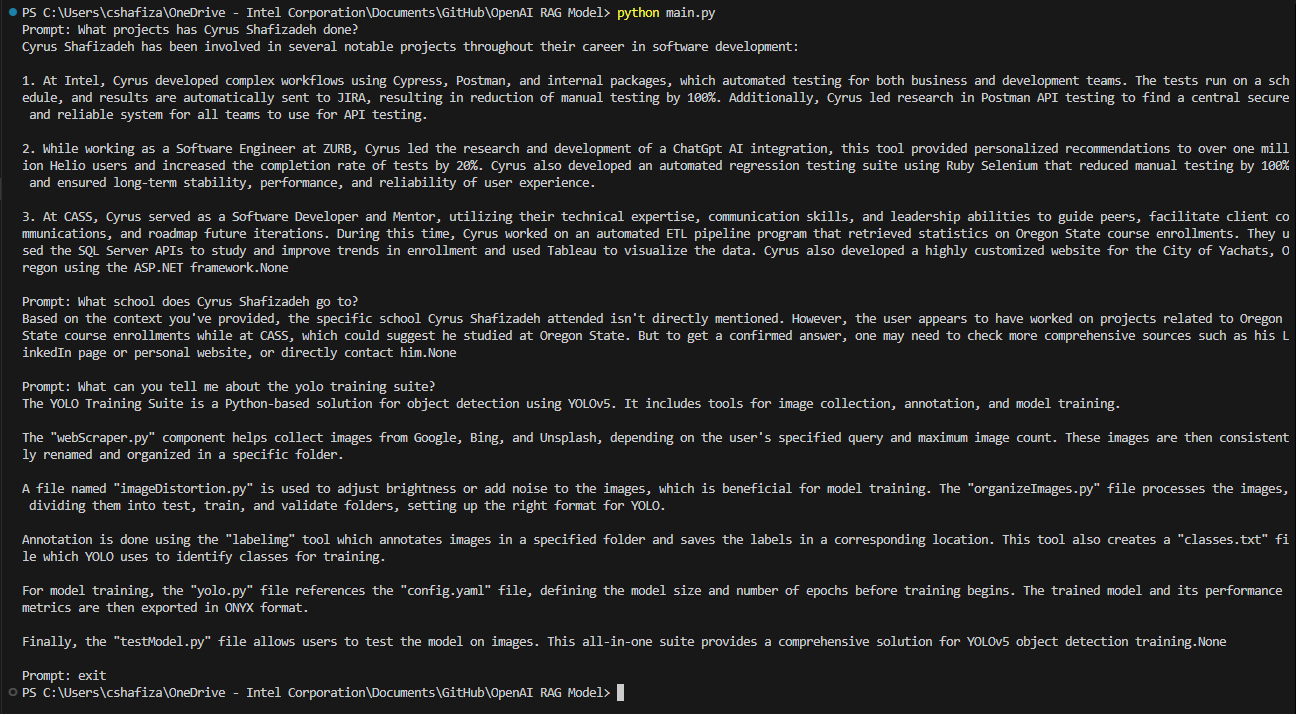 PS C:\Users\cshafiza\OneDrive - Intel Corporation\Documents\GitHub\OpenAI RAG Model> python main.py
Prompt: What projects has Cyrus Shafizadeh done?
Cyrus Shafizadeh has been involved in several notable projects throughout their career in software development:

1. At Intel, Cyrus developed complex workflows using Cypress, Postman, and internal packages, which automated testing for both business and development teams. The tests run on a sch
edule, and results are automatically sent to JIRA, resulting in reduction of manual testing by 100%. Additionally, Cyrus led research in Postman API testing to find a central secure
 and reliable system for all teams to use for API testing.

2. While working as a Software Engineer at ZURB, Cyrus led the research and development of a ChatGpt AI integration, this tool provided personalized recommendations to over one mill
ion Helio users and increased the completion rate of tests by 20%. Cyrus also developed an automated regression testing suite using Ruby Selenium that reduced manual testing by 100%
 and ensured long-term stability, performance, and reliability of user experience.

3. At CASS, Cyrus served as a Software Developer and Mentor, utilizing their technical expertise, communication skills, and leadership abilities to guide peers, facilitate client co
mmunications, and roadmap future iterations. During this time, Cyrus worked on an automated ETL pipeline program that retrieved statistics on Oregon State course enrollments. They u
sed the SQL Server APIs to study and improve trends in enrollment and used Tableau to visualize the data. Cyrus also developed a highly customized website for the City of Yachats, O
regon using the ASP.NET framework.None

Prompt: What school does Cyrus Shafizadeh go to?
Based on the context you've provided, the specific school Cyrus Shafizadeh attended isn't directly mentioned. However, the user appears to have worked on projects related to Oregon
State course enrollments while at CASS, which could suggest he studied at Oregon State. But to get a confirmed answer, one may need to check more comprehensive sources such as his L
inkedIn page or personal website, or directly contact him.None

Prompt: What can you tell me about the yolo training suite?
The YOLO Training Suite is a Python-based solution for object detection using YOLOv5. It includes tools for image collection, annotation, and model training.

The "webScraper.py" component helps collect images from Google, Bing, and Unsplash, depending on the user's specified query and maximum image count. These images are then consistent
ly renamed and organized in a specific folder.

A file named "imageDistortion.py" is used to adjust brightness or add noise to the images, which is beneficial for model training. The "organizeImages.py" file processes the images,
 dividing them into test, train, and validate folders, setting up the right format for YOLO.

Annotation is done using the "labelimg" tool which annotates images in a specified folder and saves the labels in a corresponding location. This tool also creates a "classes.txt" fi
le which YOLO uses to identify classes for training.

For model training, the "yolo.py" file references the "config.yaml" file, defining the model size and number of epochs before training begins. The trained model and its performance
metrics are then exported in ONYX format.

Finally, the "testModel.py" file allows users to test the model on images. This all-in-one suite provides a comprehensive solution for YOLOv5 object detection training.None

Prompt: exit
PS C:\Users\cshafiza\OneDrive - Intel Corporation\Documents\GitHub\OpenAI RAG Model>